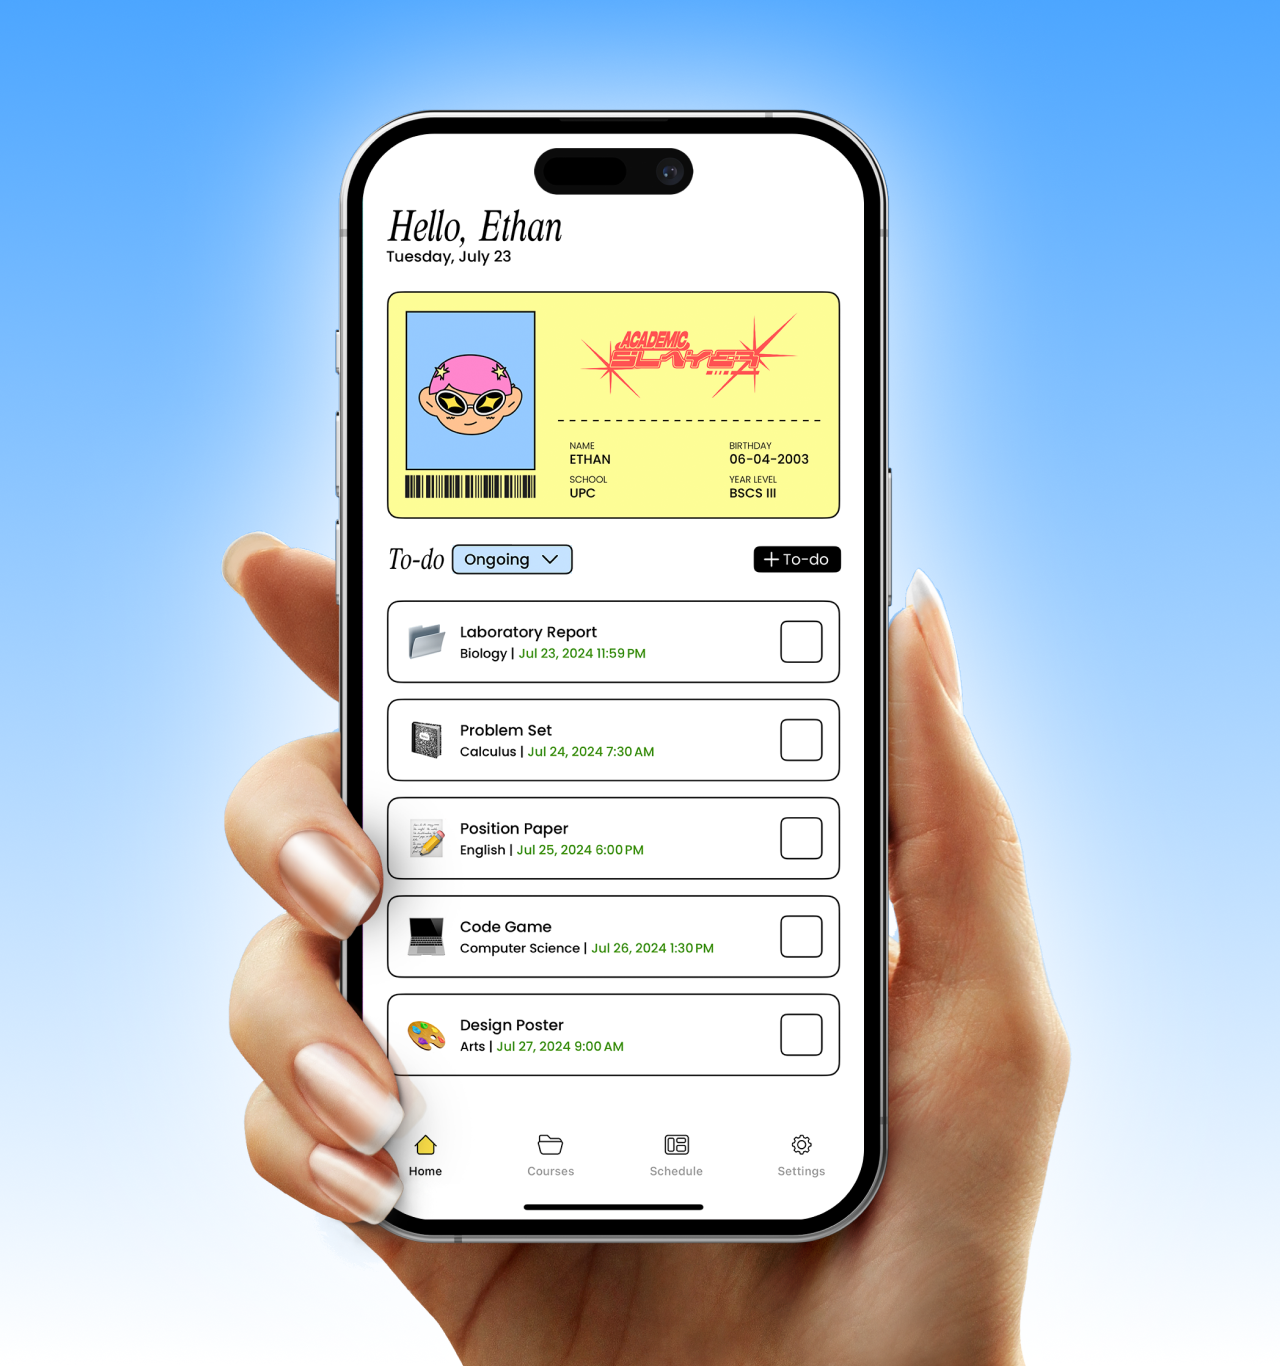 Hello, Ethan
Tuesday, July 23
ACADEMIC
SLAYER
NAME
ETHAN
BIRTHDAY
06-04-2003
SCHOOL
UPC
YEAR LEVEL
BSCS III
To-do
Ongoing
+ To-do
Laboratory Report
Biology | Jul 23, 2024 11:59 PM
Problem Set
Calculus | Jul 24, 2024 7:30 AM
Position Paper
English | Jul 25, 2024 6:00 PM
Code Game
Computer Science | Jul 26, 2024 1:30 PM
Design Poster
Arts | Jul 27, 2024 9:00 AM
Home
Courses
Schedule
Settings